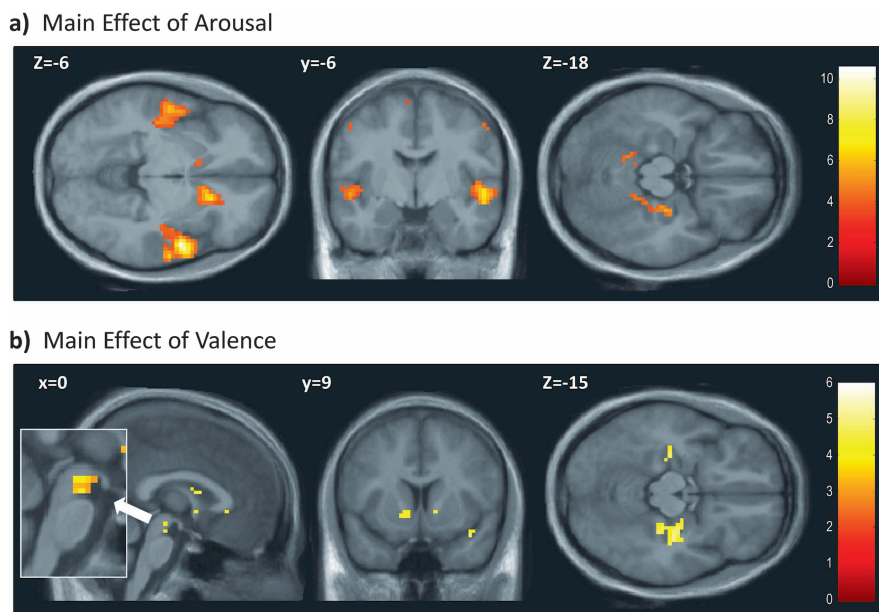 a) Main Effect of Arousal
Z=-6
y=-6
Z=-18
10
8
6
4
2
0
b) Main Effect of Valence
x=0
y=9
Z=-15
6
5
4
3
2
1
0